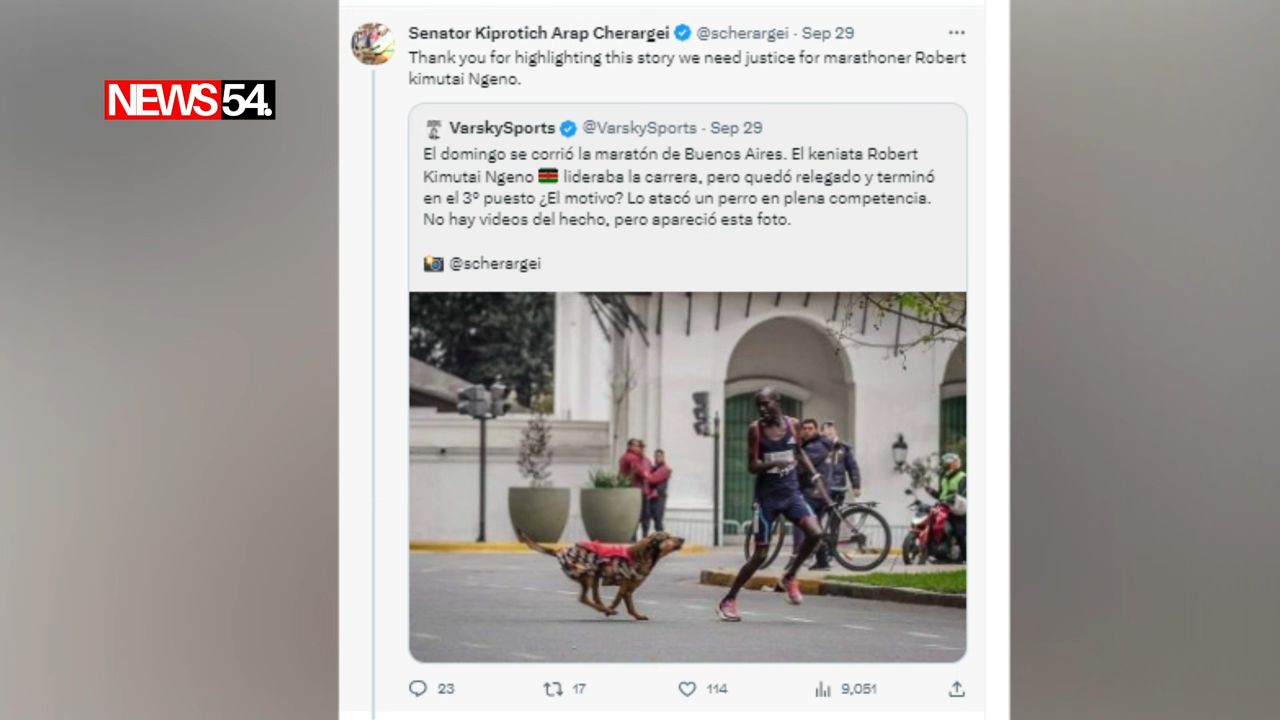 NEWS 54.
Senator Kiprotich Arap Cherargei @scherargei · Sep 29
Thank you for highlighting this story we need justice for marathoner Robert
kimutai Ngeno.
VarskySports @VarskySports · Sep 29
El domingo se corrió la maratón de Buenos Aires. El keniata Robert
Kimutai Ngeno 🇰🇪 lideraba la carrera, pero quedó relegado y terminó
en el 3º puesto ¿El motivo? Lo atacó un perro en plena competencia.
No hay videos del hecho, pero apareció esta foto.
📸 @scherargei
23 17 114 9,051